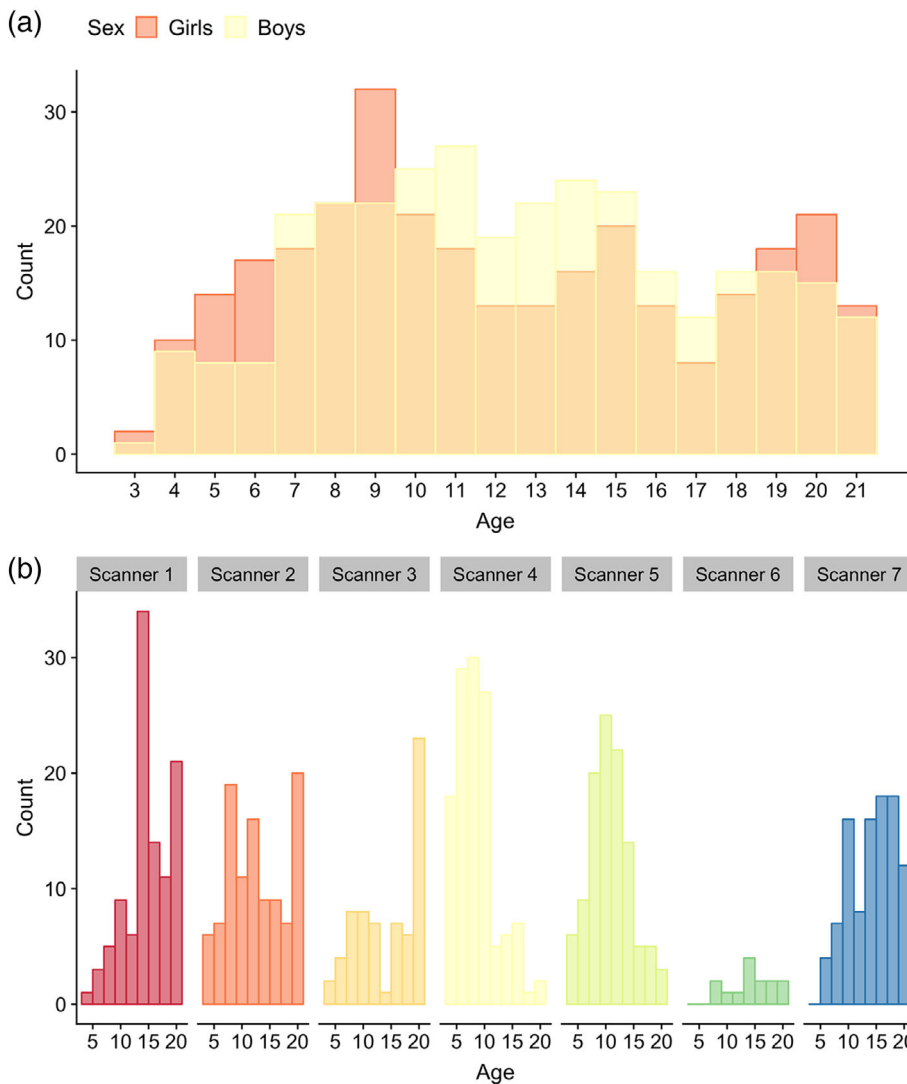 (a)
Sex Girls Boys
30
20
10
0
Count
3 4 5 6 7 8 9 10 11 12 13 14 15 16 17 18 19 20 21
Age
(b)
Scanner 1 Scanner 2 Scanner 3 Scanner 4 Scanner 5 Scanner 6 Scanner 7
30
20
10
0
Count
5 10 15 20 5 10 15 20 5 10 15 20 5 10 15 20 5 10 15 20 5 10 15 20 5 10 15 20
Age